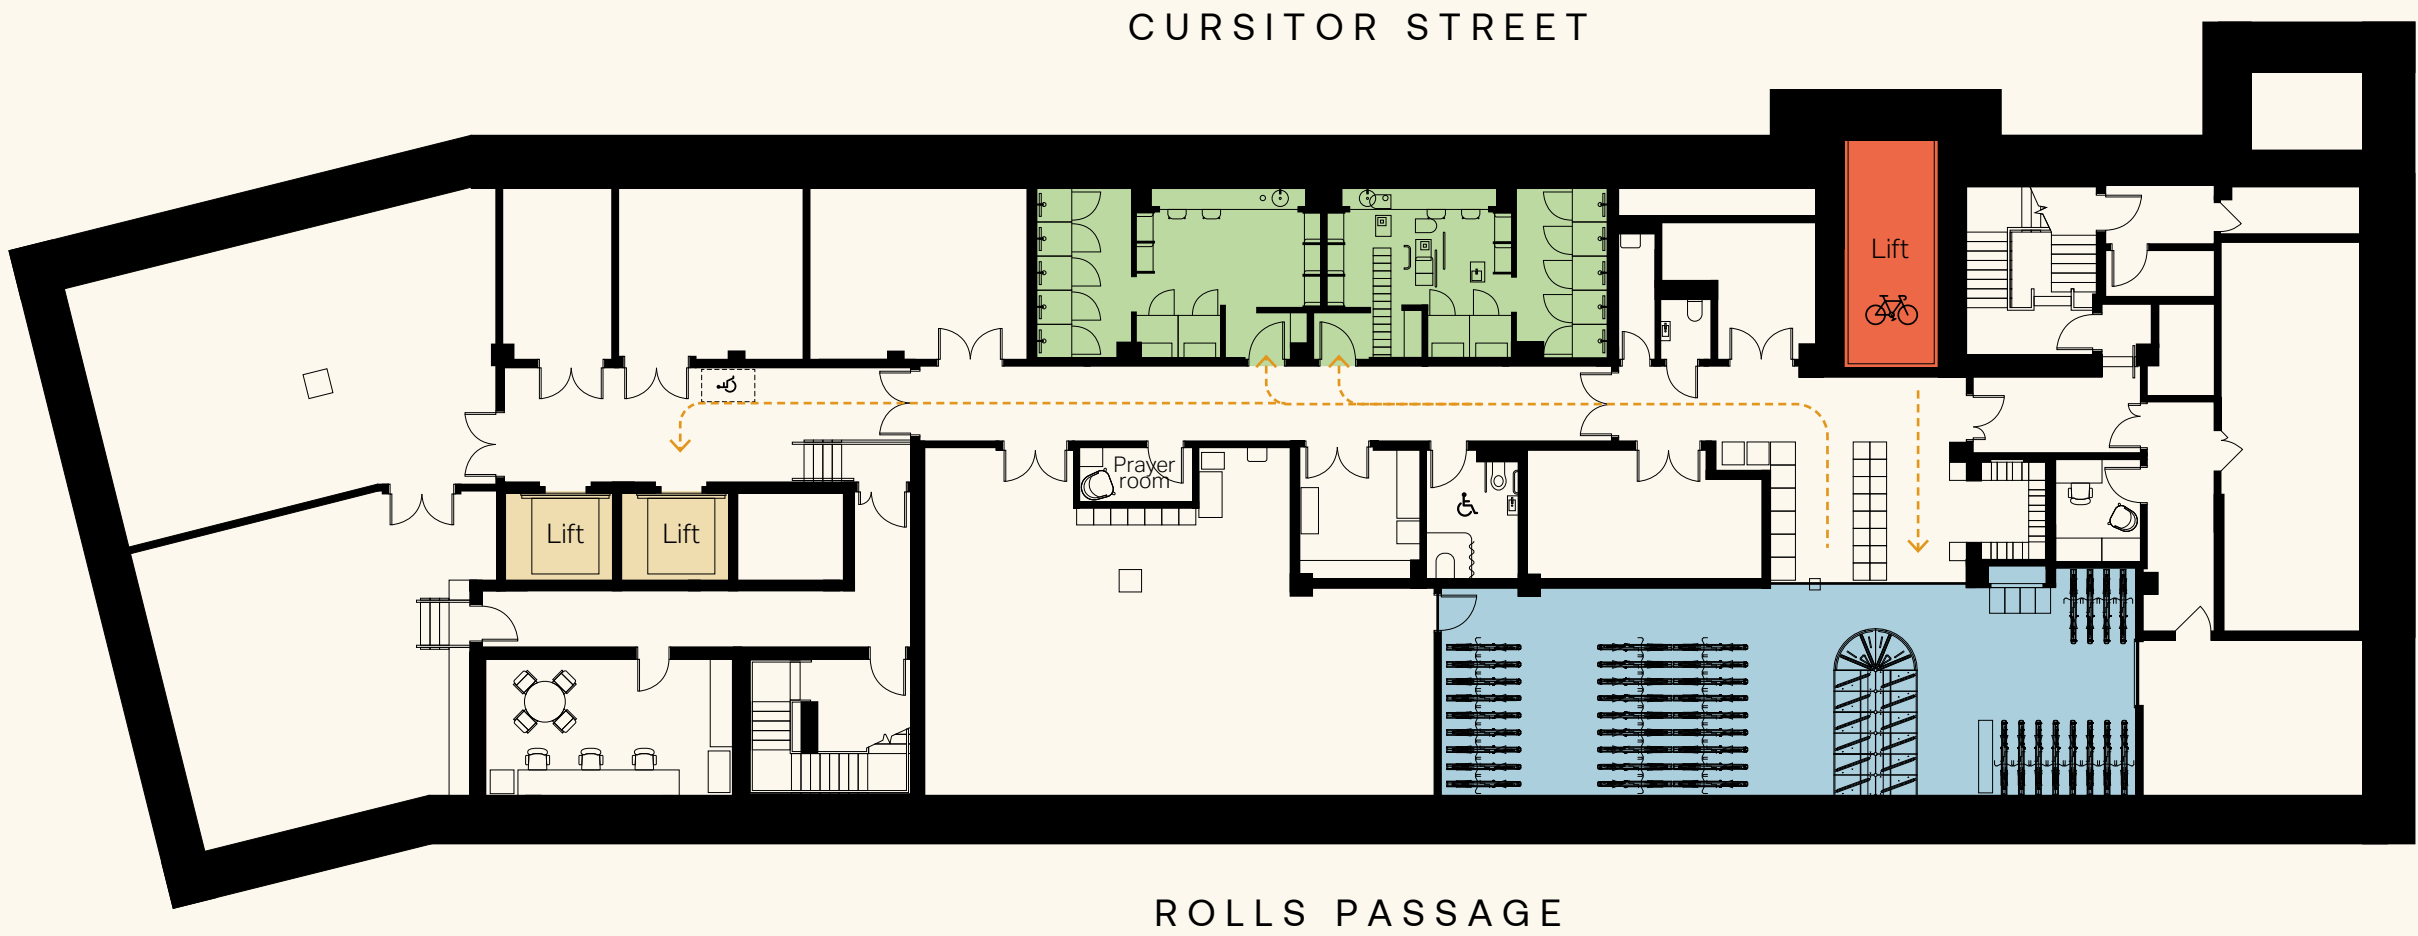 CURSITOR STREET
Lift
Prayer
room
Lift
Lift
ROLLS PASSAGE